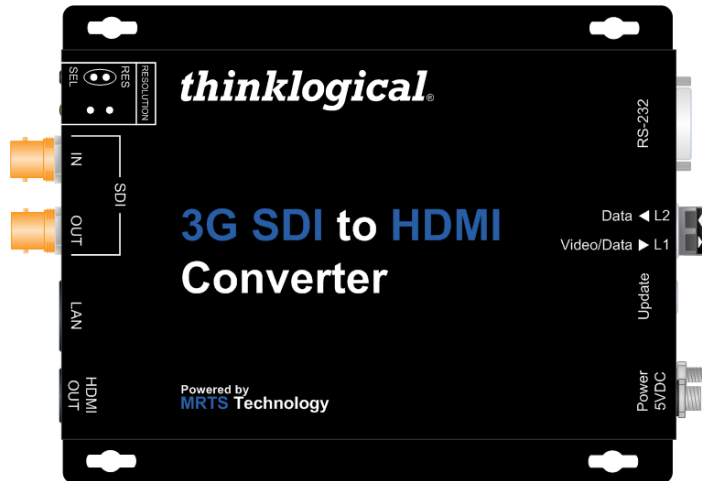 RESOLUTION
RES
SEL
thinklogical®
IN
OUT
SDI
LAN
HDMI
OUT
3G SDI to HDMI
Converter
Powered by
MRTS Technology
RS-232
Data ◀ L2
Video/Data ▶ L1
Update
Power
5VDC